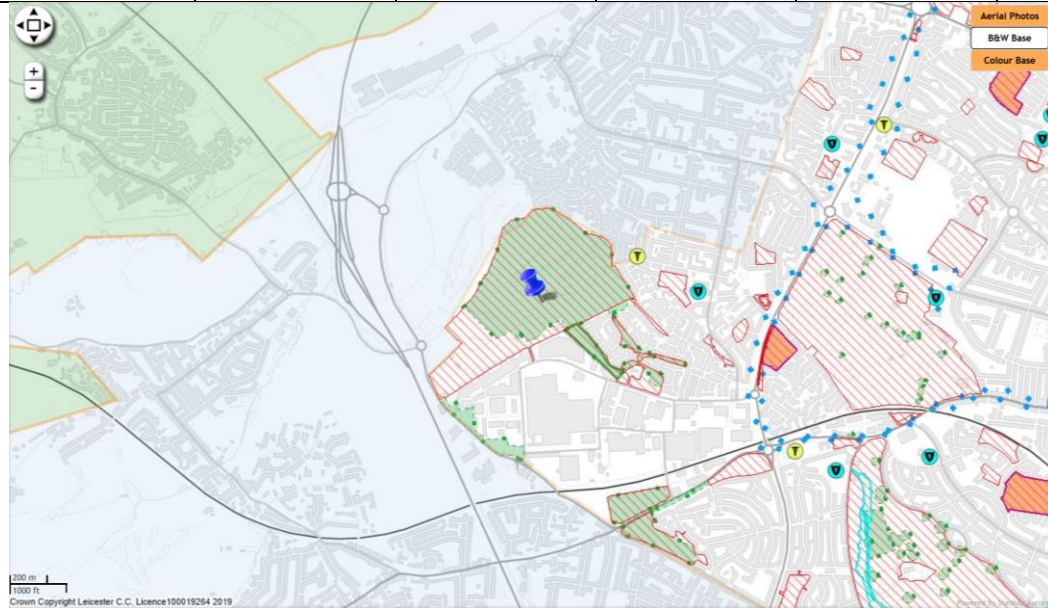 Aerial Photos
B&W Base
Colour Base
+
−
200 m
1000 ft
Crown Copyright Leicester C.C. Licence100019264 2019